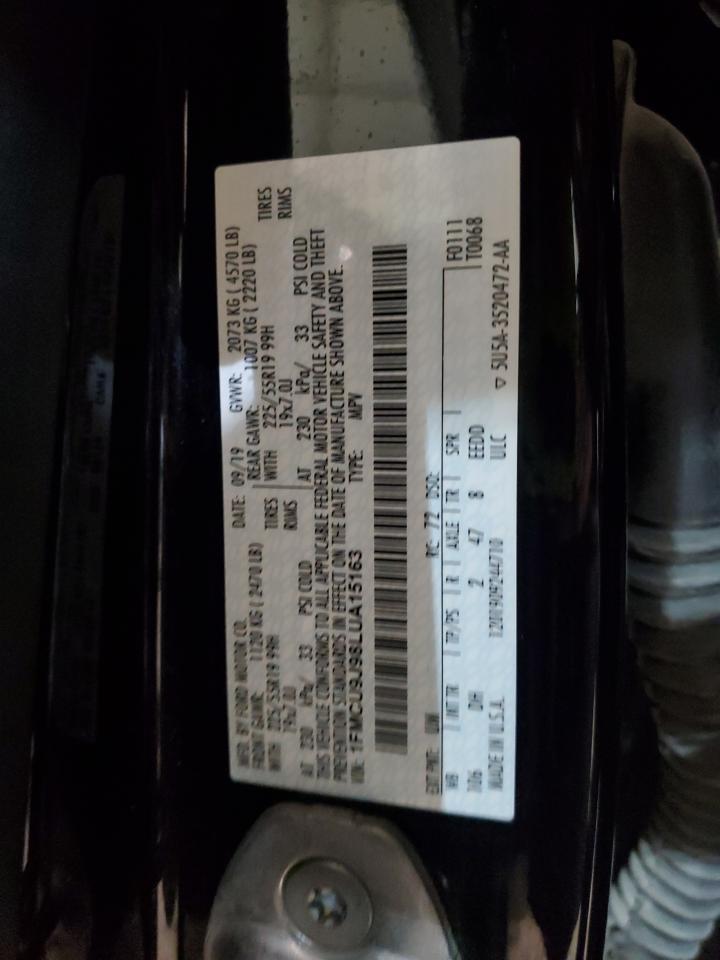 MFD. BY FORD MOTOR CO.
DATE: 09/19 GVWR: 2073 KG ( 4570 LB)
FRONT GAWR: 1120 KG ( 2470 LB) REAR GAWR: 1007 KG ( 2220 LB)
WITH 225/55R19 99H TIRES WITH 225/55R19 99H TIRES
19x7.0J RIMS 19x7.0J RIMS
AT 230 kPa/ 33 PSI COLD AT 230 kPa/ 33 PSI COLD
THIS VEHICLE CONFORMS TO ALL APPLICABLE FEDERAL MOTOR VEHICLE SAFETY AND THEFT
PREVENTION STANDARDS IN EFFECT ON THE DATE OF MANUFACTURE SHOWN ABOVE.
VIN: 1FMCU9J98LUA15163 TYPE: MPV
EXT PNT: RC: 72 DSO: F0111
WB INT TR TP/PS R AXLE TR SPR T0068
106 DH 2 47 8 EEDD
MADE IN U.S.A. ULC
5U5A-3520472-AA